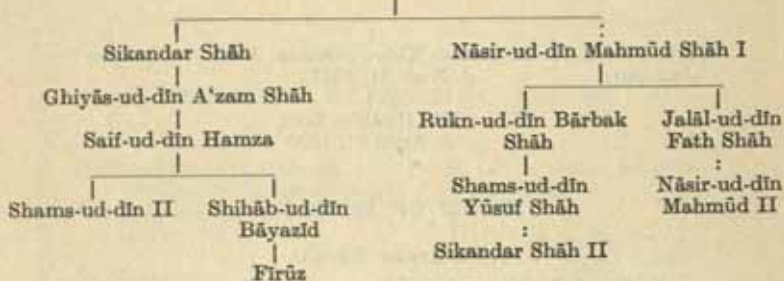 Sikandar Shāh
Nāsir-ud-dīn Mahmūd Shāh I
Ghiyās-ud-dīn A‘zam Shāh
Rukn-ud-dīn Bārbak
Shāh
Jalāl-ud-dīn
Fath Shāh
Saif-ud-dīn Hamza
Shams-ud-dīn II
Shihāb-ud-dīn
Bāyazīd
Shams-ud-dīn
Yūsuf Shāh
:
Nāsir-ud-dīn
Mahmūd II
Sikandar Shāh II
Fīrūz